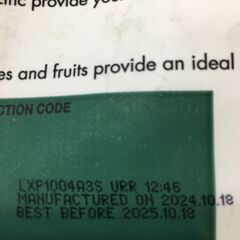 ific provide you
es and fruits provide an ideal
CTION CODE
LXP1004A3S URR 12:46
MANUFACTURED ON 2024.10.18
BEST BEFORE 2025.10.18